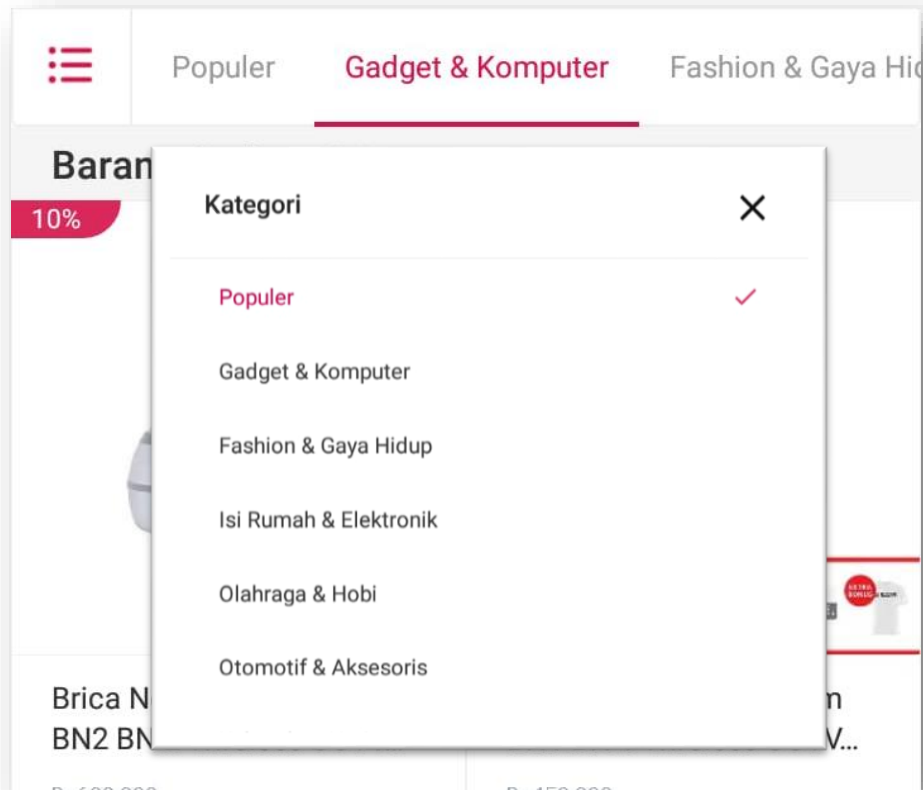 Populer
Gadget & Komputer
Fashion & Gaya Hid
Baran
10%
Kategori
Populer
Gadget & Komputer
Fashion & Gaya Hidup
Isi Rumah & Elektronik
Olahraga & Hobi
Otomotif & Aksesoris
Brica N
BN2 BN
V...